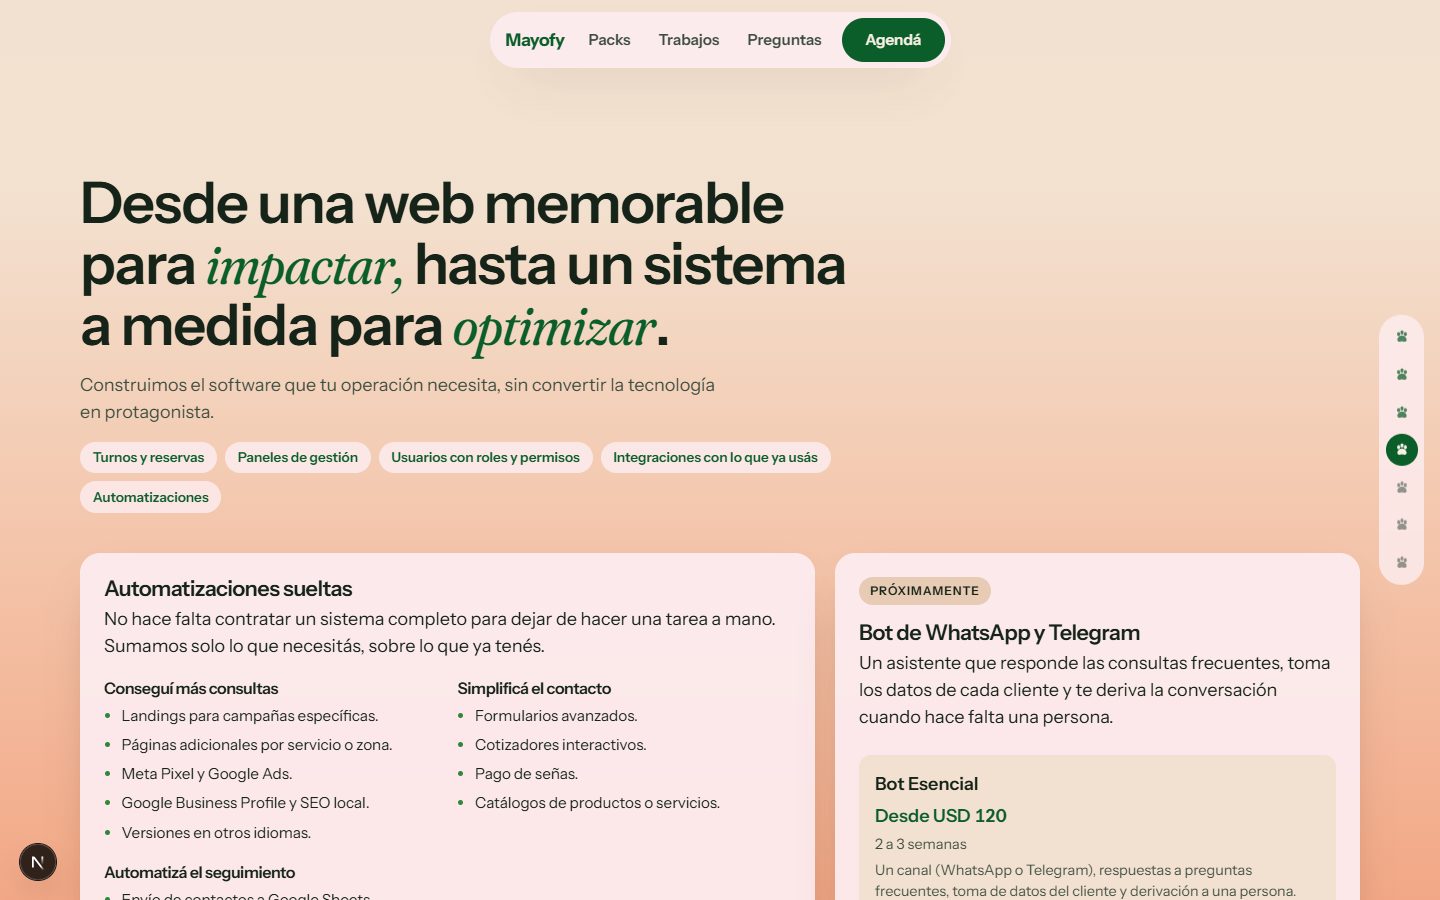 Mayofy
Packs
Trabajos
Preguntas
Agendá
Desde una web memorable
para impactar, hasta un sistema
a medida para optimizar.
Construimos el software que tu operación necesita, sin convertir la tecnología
en protagonista.
Turnos y reservas
Paneles de gestión
Usuarios con roles y permisos
Integraciones con lo que ya usás
Automatizaciones
Automatizaciones sueltas
No hace falta contratar un sistema completo para dejar de hacer una tarea a mano.
Sumamos solo lo que necesitás, sobre lo que ya tenés.
Conseguí más consultas
Landings para campañas específicas.
Páginas adicionales por servicio o zona.
Meta Pixel y Google Ads.
Google Business Profile y SEO local.
Versiones en otros idiomas.
Simplificá el contacto
Formularios avanzados.
Cotizadores interactivos.
Pago de señas.
Catálogos de productos o servicios.
Automatizá el seguimiento
Envío de contactos a Google Sheets.
PRÓXIMAMENTE
Bot de WhatsApp y Telegram
Un asistente que responde las consultas frecuentes, toma
los datos de cada cliente y te deriva la conversación
cuando hace falta una persona.
Bot Esencial
Desde USD 120
2 a 3 semanas
Un canal (WhatsApp o Telegram), respuestas a preguntas
frecuentes, toma de datos del cliente y derivación a una persona.
N